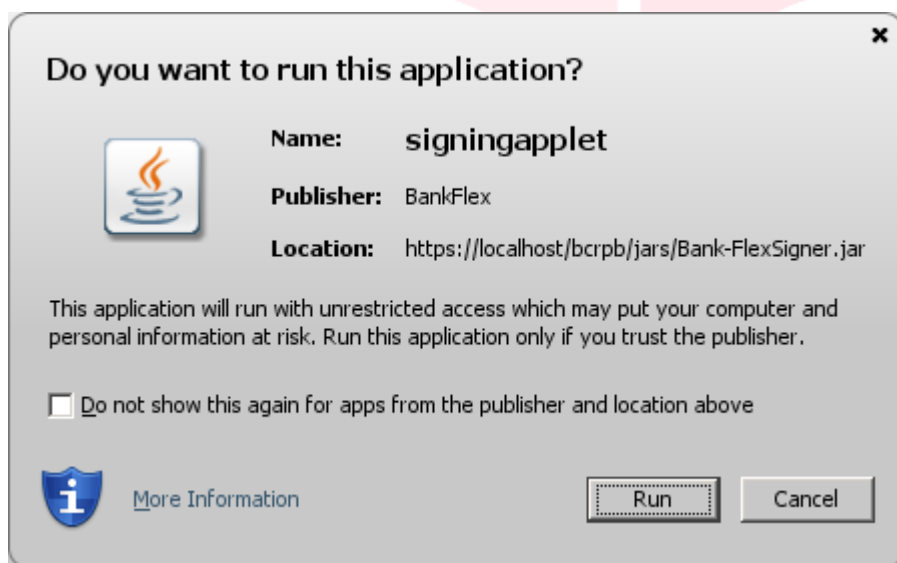 Do you want to run this application?
Name: signingapplet
Publisher: BankFlex
Location: https://localhost/bcrpb/jars/Bank-FlexSigner.jar
This application will run with unrestricted access which may put your computer and
personal information at risk. Run this application only if you trust the publisher.
Do not show this again for apps from the publisher and location above
More Information
Run
Cancel